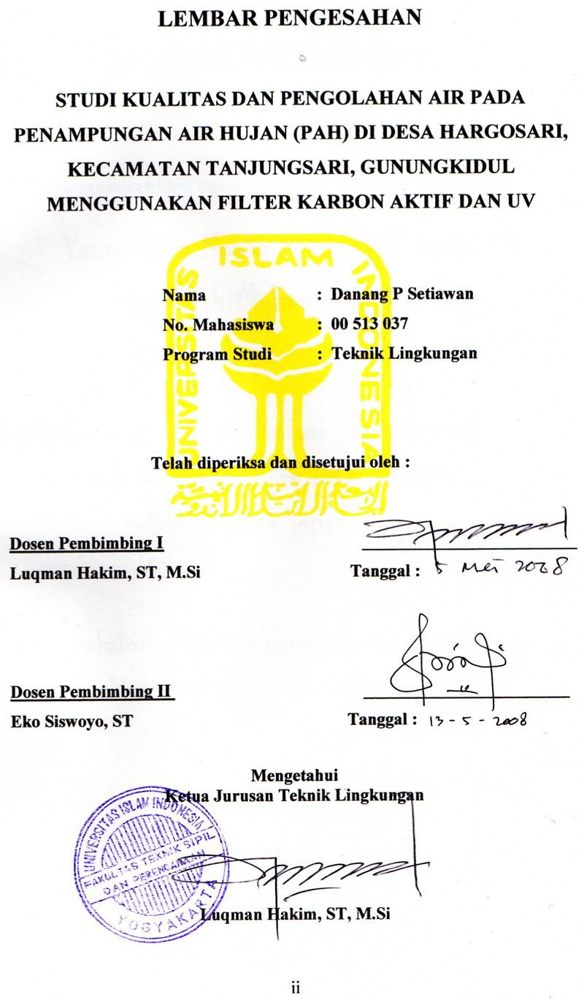 LEMBAR PENGESAHAN
STUDI KUALITAS DAN PENGOLAHAN AIR PADA
PENAMPUNGAN AIR HUJAN (PAH) DI DESA HARGOSARI,
KECAMATAN TANJUNGSARI, GUNUNGKIDUL
MENGGUNAKAN FILTER KARBON AKTIF DAN UV
UNIVERSITAS ISLAM INDONESIA
Nama : Danang P Setiawan
No. Mahasiswa : 00 513 037
Program Studi : Teknik Lingkungan
Telah diperiksa dan disetujui oleh :
Dosen Pembimbing I
Luqman Hakim, ST, M.Si
Tanggal : 5 Mei 2008
Dosen Pembimbing II
Eko Siswoyo, ST
Tanggal : 13 - 5 - 2008
Mengetahui
Ketua Jurusan Teknik Lingkungan
UNIVERSITAS ISLAM INDONESIA
FAKULTAS TEKNIK SIPIL
DAN PERENCANAAN
YOGYAKARTA
Luqman Hakim, ST, M.Si
ii